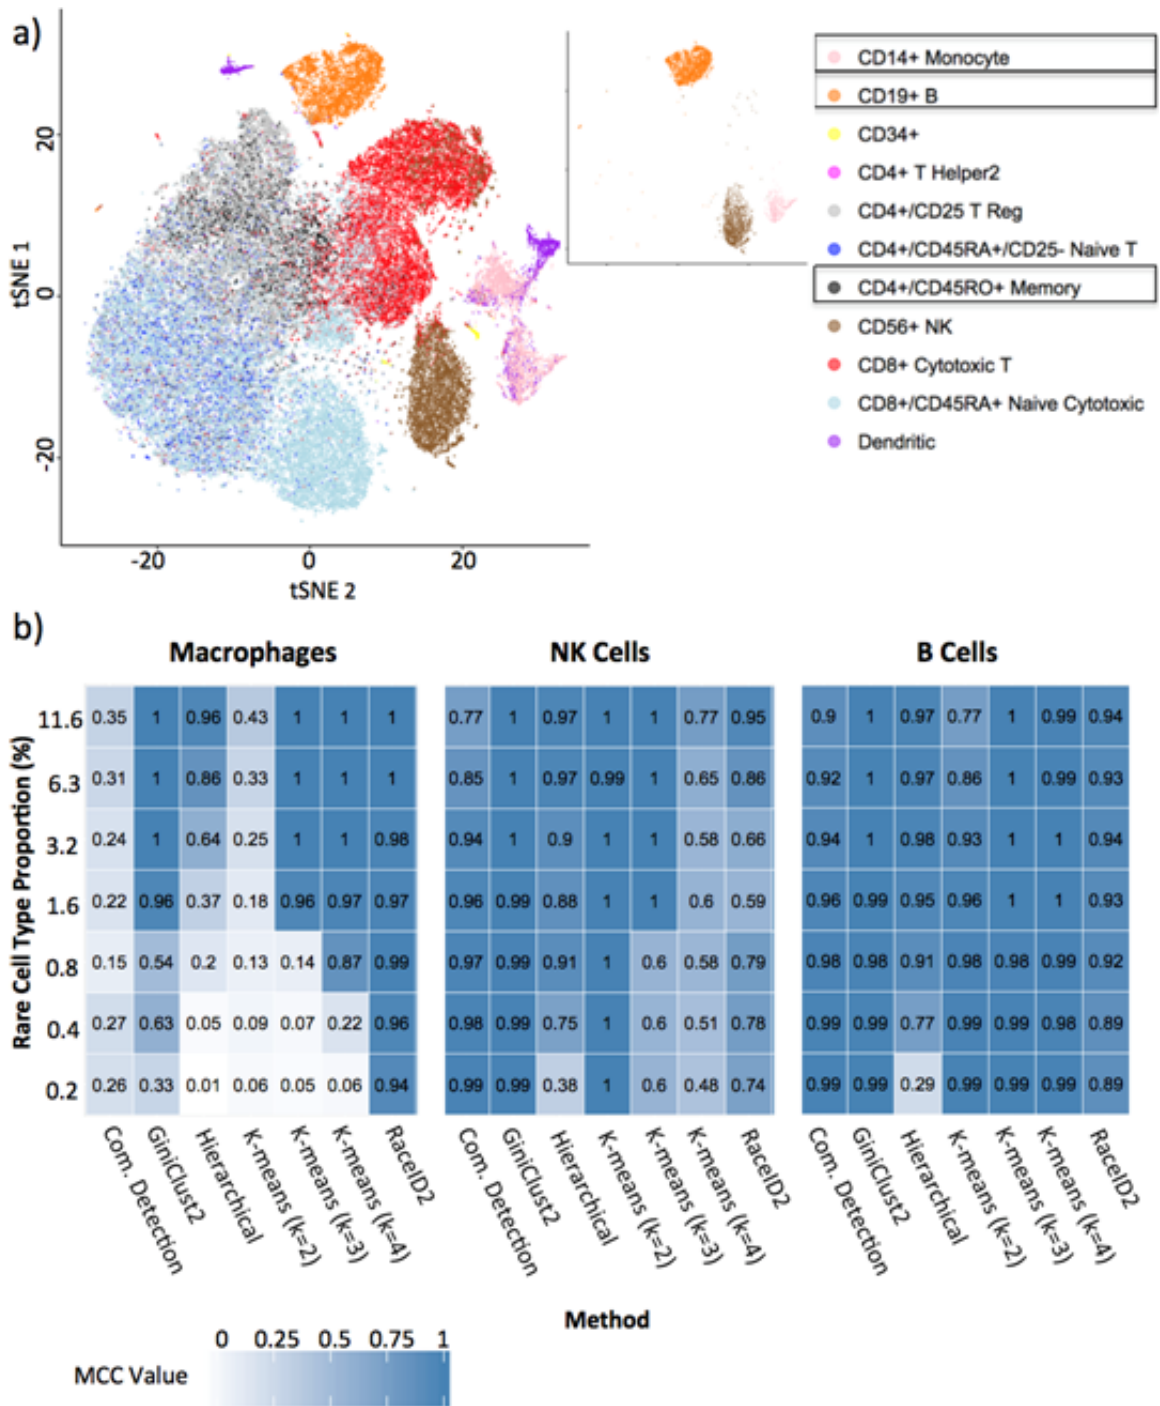 a)
20
0
-20
tSNE 1
-20 0 20
tSNE 2
CD14+ Monocyte
CD19+ B
CD34+
CD4+ T Helper2
CD4+/CD25 T Reg
CD4+/CD45RA+/CD25- Naive T
CD4+/CD45RO+ Memory
CD56+ NK
CD8+ Cytotoxic T
CD8+/CD45RA+ Naive Cytotoxic
Dendritic
b)
Macrophages NK Cells B Cells
Rare Cell Type Proportion (%)
11.6 0.35 1 0.96 0.43 1 1 1 0.77 1 0.97 1 1 0.77 0.95 0.9 1 0.97 0.77 1 0.99 0.94
6.3 0.31 1 0.86 0.33 1 1 1 0.85 1 0.97 0.99 1 0.65 0.86 0.92 1 0.97 0.86 1 0.99 0.93
3.2 0.24 1 0.64 0.25 1 1 0.98 0.94 1 0.9 1 1 0.58 0.66 0.94 1 0.98 0.93 1 1 0.94
1.6 0.22 0.96 0.37 0.18 0.96 0.97 0.97 0.96 0.99 0.88 1 1 0.6 0.59 0.96 0.99 0.95 0.96 1 1 0.93
0.8 0.15 0.54 0.2 0.13 0.14 0.87 0.99 0.97 0.99 0.91 1 0.6 0.58 0.79 0.98 0.98 0.91 0.98 0.98 0.99 0.92
0.4 0.27 0.63 0.05 0.09 0.07 0.22 0.96 0.98 0.99 0.75 1 0.6 0.51 0.78 0.99 0.99 0.77 0.99 0.99 0.98 0.89
0.2 0.26 0.33 0.01 0.06 0.05 0.06 0.94 0.99 0.99 0.38 1 0.6 0.48 0.74 0.99 0.99 0.29 0.99 0.99 0.99 0.89
Com. Detection GiniClust2 Hierarchical K-means (k=2) K-means (k=3) K-means (k=4) RaceID2 Com. Detection GiniClust2 Hierarchical K-means (k=2) K-means (k=3) K-means (k=4) RaceID2 Com. Detection GiniClust2 Hierarchical K-means (k=2) K-means (k=3) K-means (k=4) RaceID2
Method
0 0.25 0.5 0.75 1
MCC Value